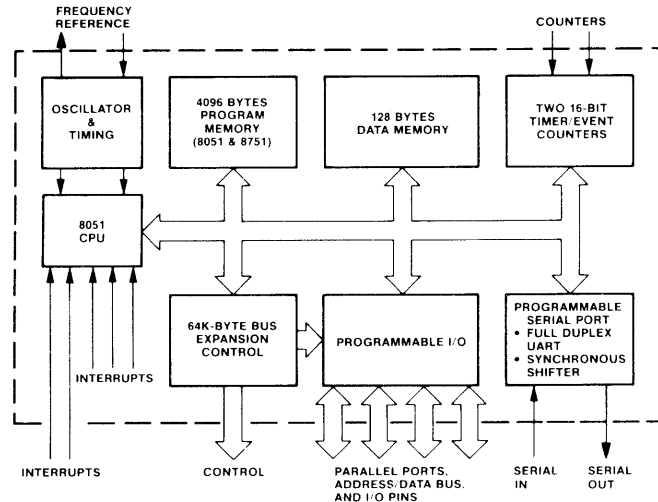 FREQUENCY
REFERENCE
COUNTERS
OSCILLATOR
&
TIMING
4096 BYTES
PROGRAM
MEMORY
(8051 & 8751)
128 BYTES
DATA MEMORY
TWO 16-BIT
TIMER/EVENT
COUNTERS
8051
CPU
64K-BYTE BUS
EXPANSION
CONTROL
PROGRAMMABLE I/O
PROGRAMMABLE
SERIAL PORT
• FULL DUPLEX
UART
• SYNCHRONOUS
SHIFTER
INTERRUPTS
INTERRUPTS
CONTROL
PARALLEL PORTS,
ADDRESS/DATA BUS,
AND I/O PINS
SERIAL
IN
SERIAL
OUT